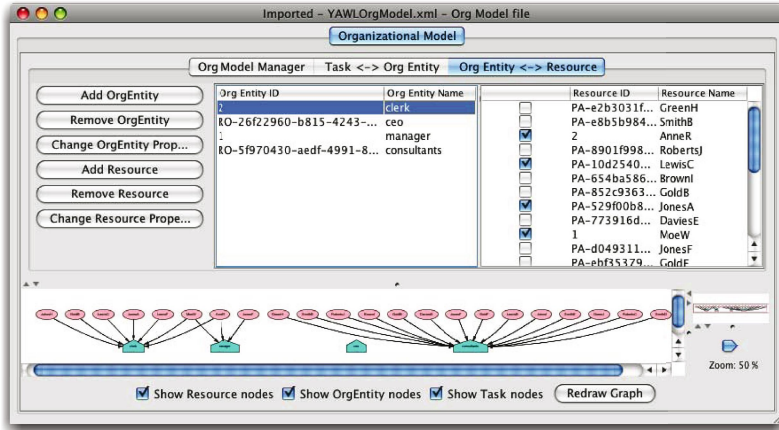 Imported – YAWLOrgModel.xml – Org Model file
Organizational Model
Org Model Manager Task <-> Org Entity Org Entity <-> Resource
Add OrgEntity
Remove OrgEntity
Change OrgEntity Prop...
Add Resource
Remove Resource
Change Resource Prope...
Org Entity ID Org Entity Name
2 clerk
RO-26f22960-b815-4243-... ceo
1 manager
RO-5f970430-aedf-4991-8... consultants
Resource ID Resource Name
PA-e2b3031f... GreenH
PA-e8b5b984... SmithB
2 AnneR
PA-8901f998... RobertsJ
PA-10d2540... LewisC
PA-654ba586... BrownI
PA-852c9363... GoldB
PA-529f00b8... JonesA
PA-773916d... DaviesE
1 MoeW
PA-d049311... JonesF
PA-ebf35379... GoldF
Zoom: 50 %
Show Resource nodes Show OrgEntity nodes Show Task nodes Redraw Graph